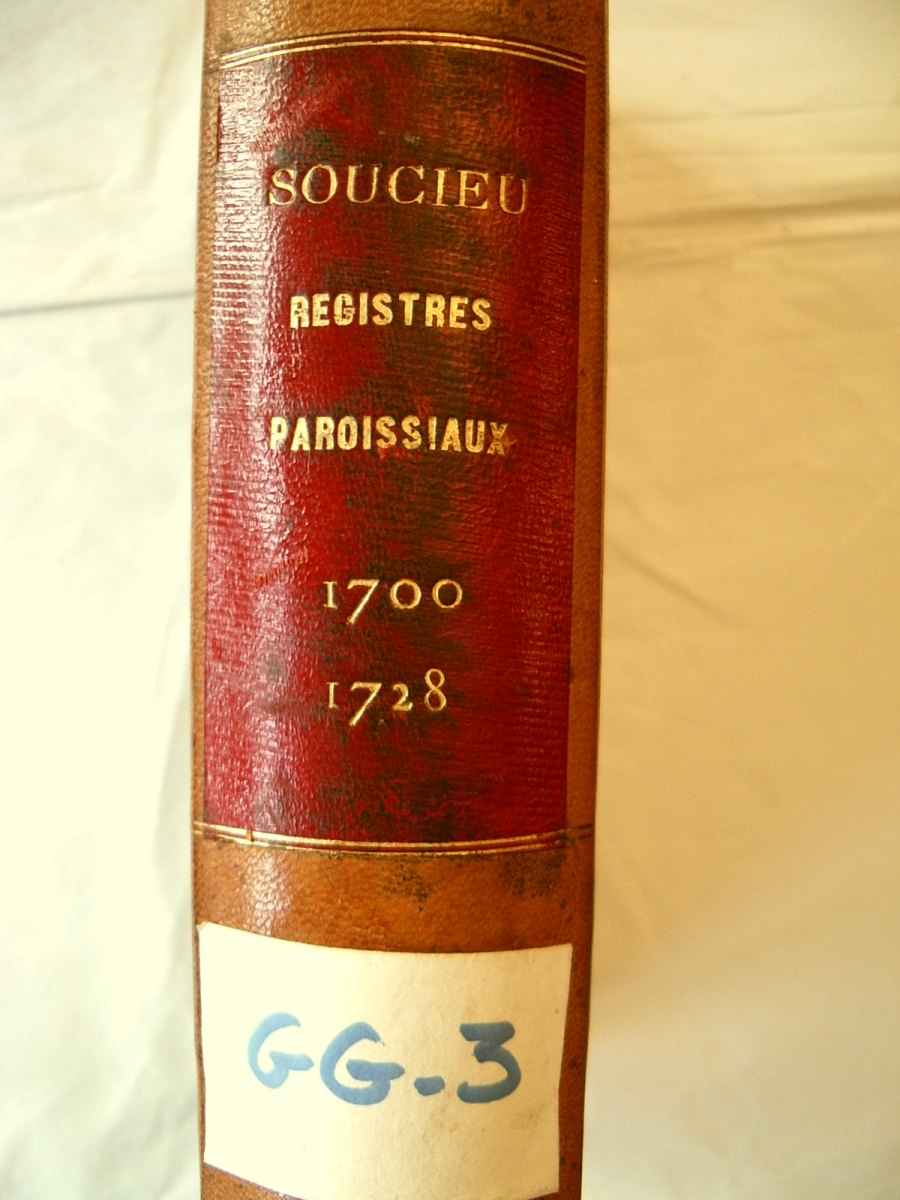 SOUCIEU
REGISTRES
PAROISSIAUX
1700
1728
GG.3